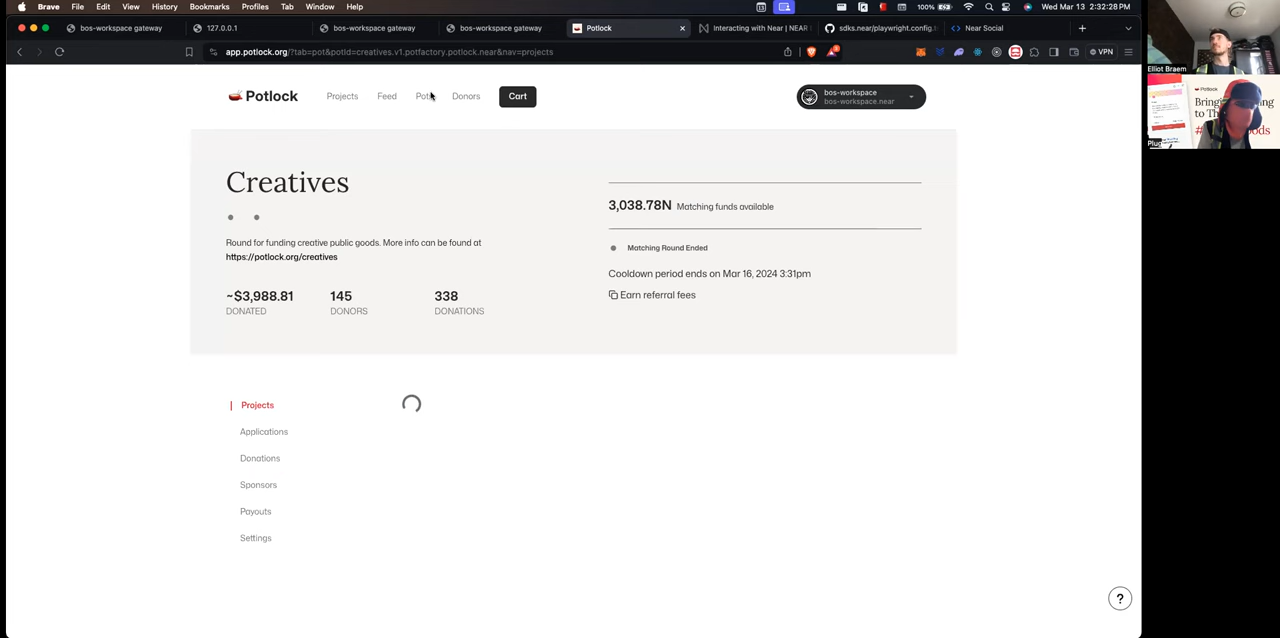 Brave File Edit View History Bookmarks Profiles Tab Window Help
100% Wed Mar 13 2:32:28 PM
bos-workspace gateway
127.0.0.1
bos-workspace gateway
bos-workspace gateway
Potlock
Interacting with Near | NEAR
sdks.near/playwright.config.t
Near Social
app.potlock.org/?tab=pot&potId=creatives.v1.potfactory.potlock.near&nav=projects
VPN
Potlock
Projects Feed Pots Donors Cart
bos-workspace
bos-workspace.near
Creatives
Round for funding creative public goods. More info can be found at
https://potlock.org/creatives
~$3,988.81 145 338
DONATED DONORS DONATIONS
3,038.78N Matching funds available
Matching Round Ended
Cooldown period ends on Mar 16, 2024 3:31pm
Earn referral fees
Projects
Applications
Donations
Sponsors
Payouts
Settings
?
Elliot Braem
Potlock
to Th
Plug